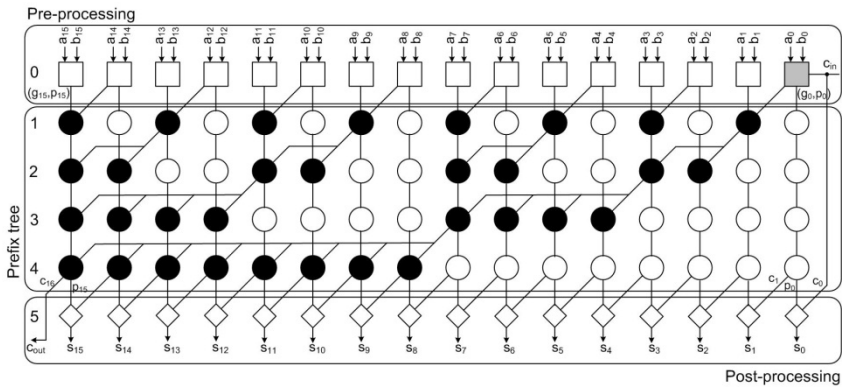 Pre-processing
a15 b15 a14 b14 a13 b13 a12 b12 a11 b11 a10 b10 a9 b9 a8 b8 a7 b7 a6 b6 a5 b5 a4 b4 a3 b3 a2 b2 a1 b1 a0 b0
0
cin
(g15,p15) (g0,p0)
1
2
3
4
Prefix tree
c16 p15 c1 p0 c0
5
cout s15 s14 s13 s12 s11 s10 s9 s8 s7 s6 s5 s4 s3 s2 s1 s0
Post-processing